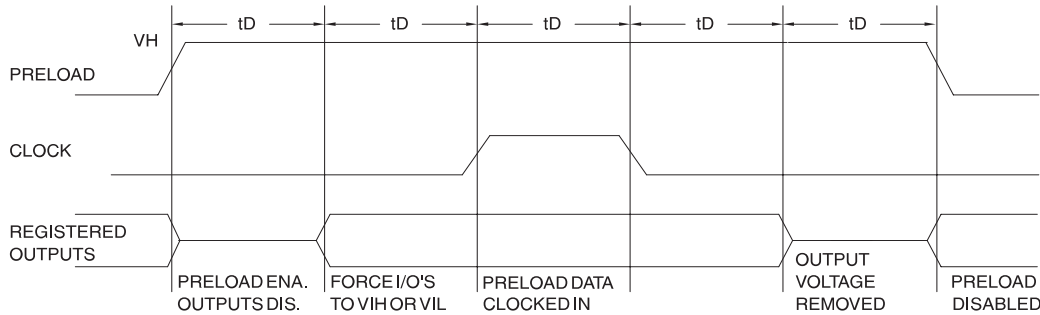 tD tD tD tD tD
VH
PRELOAD
CLOCK
REGISTERED
OUTPUTS
PRELOAD ENA.
OUTPUTS DIS.
FORCE I/O'S
TO VIH OR VIL
PRELOAD DATA
CLOCKED IN
OUTPUT
VOLTAGE
REMOVED
PRELOAD
DISABLED